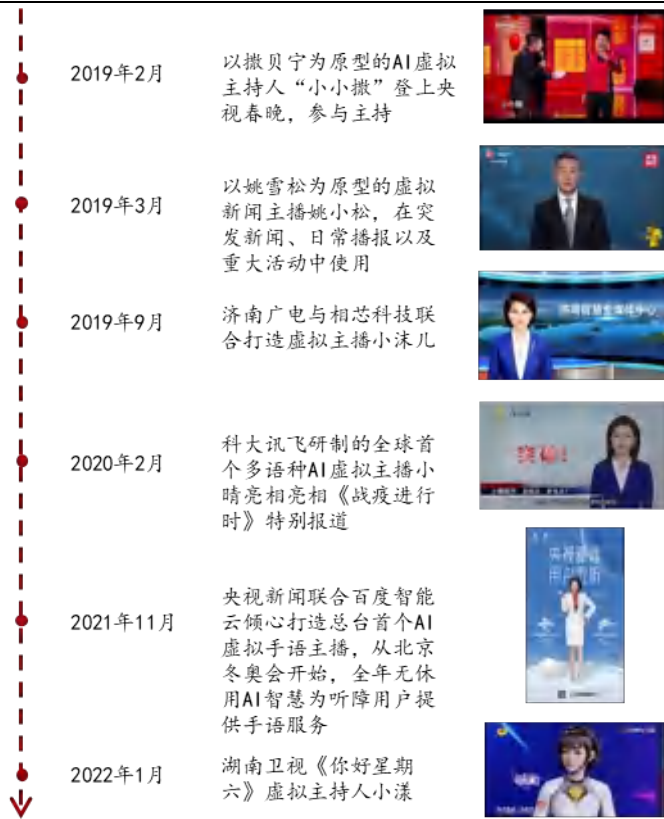 2019年2月
以撒贝宁为原型的AI虚拟
主持人“小小撒”登上央
视春晚，参与主持
2019年3月
以姚雪松为原型的虚拟
新闻主播姚小松，在突
发新闻、日常播报以及
重大活动中使用
2019年9月
济南广电与相芯科技联
合打造虚拟主播小沫儿
2020年2月
科大讯飞研制的全球首
个多语种AI虚拟主播小
晴亮相亮相《战疫进行
时》特别报道
2021年11月
央视新闻联合百度智能
云倾心打造总台首个AI
虚拟手语主播，从北京
冬奥会开始，全年无休
用AI智慧为听障用户提
供手语服务
2022年1月
湖南卫视《你好星期
六》虚拟主持人小漾